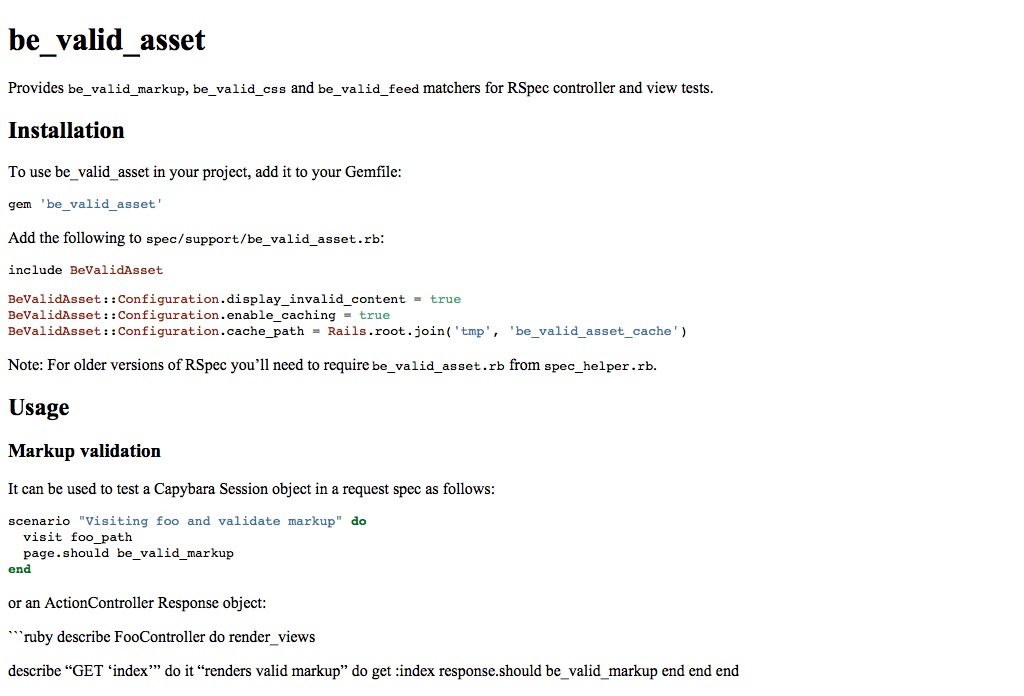 be_valid_asset
Provides be_valid_markup, be_valid_css and be_valid_feed matchers for RSpec controller and view tests.
Installation
To use be_valid_asset in your project, add it to your Gemfile:
gem 'be_valid_asset'
Add the following to spec/support/be_valid_asset.rb:
include BeValidAsset
BeValidAsset::Configuration.display_invalid_content = true
BeValidAsset::Configuration.enable_caching = true
BeValidAsset::Configuration.cache_path = Rails.root.join('tmp', 'be_valid_asset_cache')
Note: For older versions of RSpec you’ll need to require be_valid_asset.rb from spec_helper.rb.
Usage
Markup validation
It can be used to test a Capybara Session object in a request spec as follows:
scenario "Visiting foo and validate markup" do
  visit foo_path
  page.should be_valid_markup
end
or an ActionController Response object:
```ruby describe FooController do render_views
describe “GET ‘index’” do it “renders valid markup” do get :index response.should be_valid_markup end end end